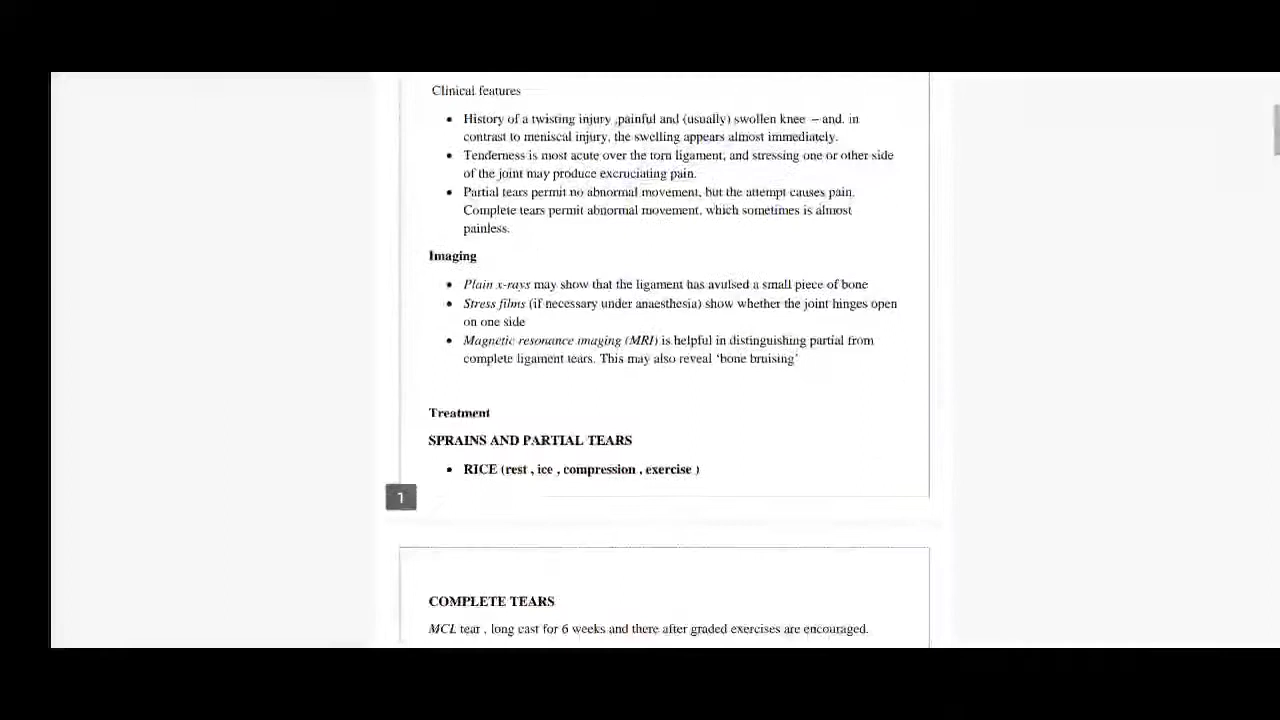 Clinical features
• History of a twisting injury ,painful and (usually) swollen knee – and, in
contrast to meniscal injury, the swelling appears almost immediately.
• Tenderness is most acute over the torn ligament, and stressing one or other side
of the joint may produce excruciating pain.
• Partial tears permit no abnormal movement, but the attempt causes pain.
Complete tears permit abnormal movement, which sometimes is almost
painless.
Imaging
• Plain x-rays may show that the ligament has avulsed a small piece of bone
• Stress films (if necessary under anaesthesia) show whether the joint hinges open
on one side
• Magnetic resonance imaging (MRI) is helpful in distinguishing partial from
complete ligament tears. This may also reveal ‘bone bruising’
Treatment
SPRAINS AND PARTIAL TEARS
• RICE (rest , ice , compression , exercise )
1
COMPLETE TEARS
MCL tear , long cast for 6 weeks and there after graded exercises are encouraged.